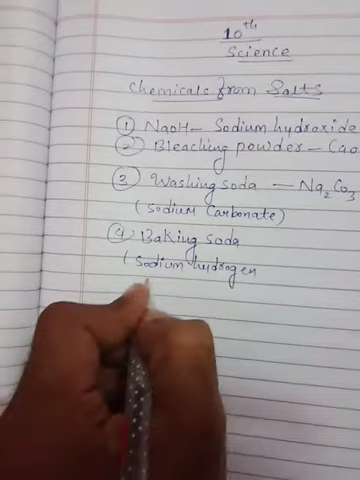 10th
Science
Chemicals from Salts
① NaOH - Sodium hydroxide
② Bleaching powder - Cao
③ Washing soda - Na2CO3
(Sodium Carbonate)
④ Baking soda
(Sodium hydrogen